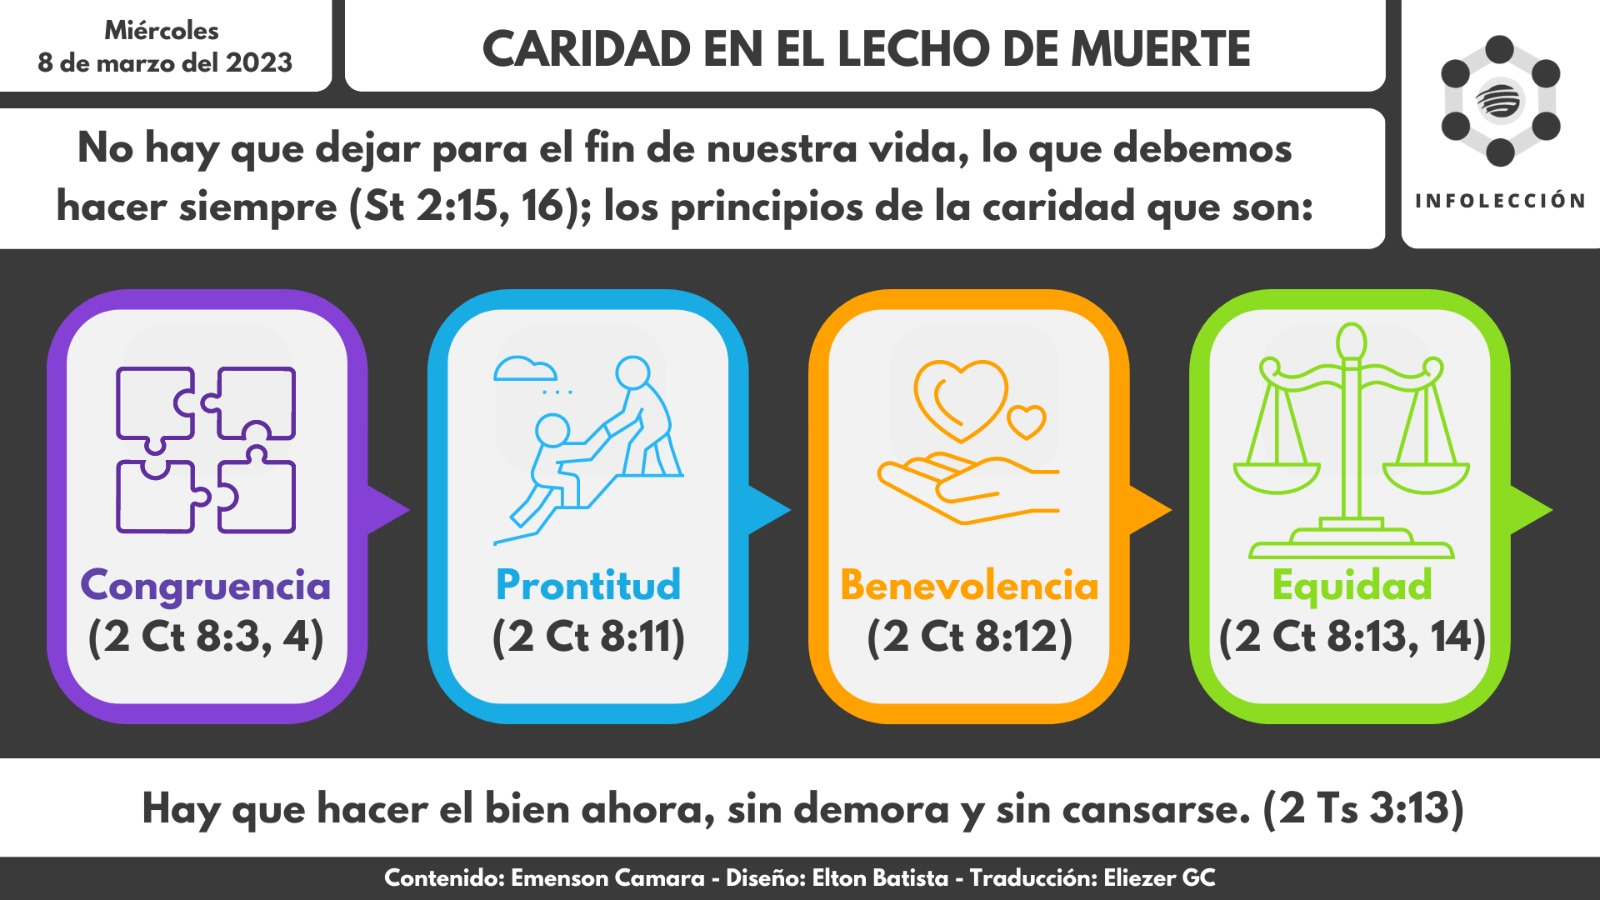 Miércoles
8 de marzo del 2023
CARIDAD EN EL LECHO DE MUERTE
INFOLECCIÓN
No hay que dejar para el fin de nuestra vida, lo que debemos
hacer siempre (St 2:15, 16); los principios de la caridad que son:
Congruencia
(2 Ct 8:3, 4)
Prontitud
(2 Ct 8:11)
Benevolencia
(2 Ct 8:12)
Equidad
(2 Ct 8:13, 14)
Hay que hacer el bien ahora, sin demora y sin cansarse. (2 Ts 3:13)
Contenido: Emenson Camara - Diseño: Elton Batista - Traducción: Eliezer GC